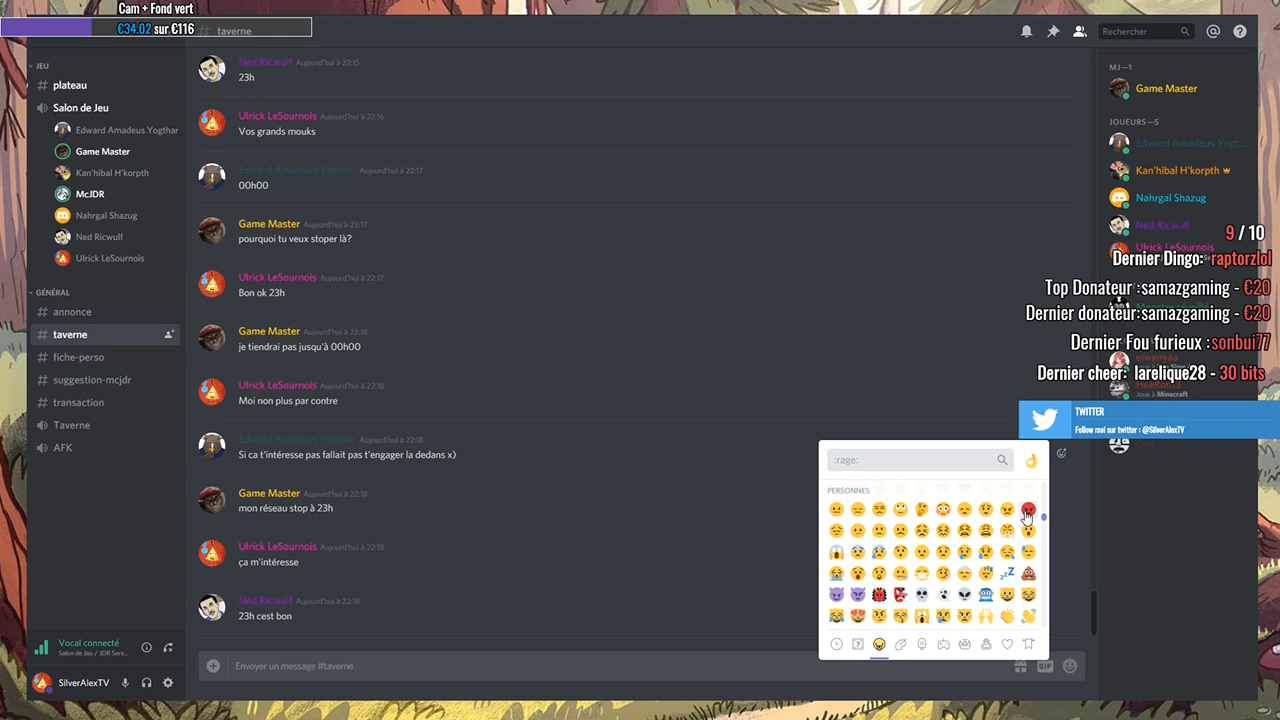 Cam + Fond vert
€34.02 sur €116
# taverne
Rechercher
JEU
# plateau
Salon de Jeu
Edward Amadeus Yogthar
Game Master
Kan'hibal H'korpth
McJDR
Nahrgal Shazug
Ned Ricwulf
Ulrick LeSournois
GÉNÉRAL
# annonce
# taverne
# fiche-perso
# suggestion-mcjdr
# transaction
Taverne
AFK
Vocal connecté
Salon de Jeu / JDR Serv...
SilverAlexTV
Ned Ricwulf Aujourd'hui à 22:15
23h
Ulrick LeSournois Aujourd'hui à 22:16
Vos grands mouks
Edward Amadeus Yogthar Aujourd'hui à 22:17
00h00
Game Master Aujourd'hui à 22:17
pourquoi tu veux stoper là?
Ulrick LeSournois Aujourd'hui à 22:17
Bon ok 23h
Game Master Aujourd'hui à 22:18
je tiendrai pas jusqu'à 00h00
Ulrick LeSournois Aujourd'hui à 22:18
Moi non plus par contre
Edward Amadeus Yogthar Aujourd'hui à 22:18
Si ca t'intéresse pas fallait pas t'engager la dedans x)
Game Master Aujourd'hui à 22:18
mon réseau stop à 23h
Ulrick LeSournois Aujourd'hui à 22:18
ça m'intéresse
Ned Ricwulf Aujourd'hui à 22:18
23h cest bon
Envoyer un message #taverne
GIF
:rage:
PERSONNES
MJ—1
Game Master
JOUEURS—5
Edward Amadeus Yogt...
Kan'hibal H'korpth
Nahrgal Shazug
Ned Ricwulf
Ulrick LeSournois
9 / 10
Dernier Dingo: raptorzlol
Top Donateur :samazgaming - €20
Dernier donateur:samazgaming - €20
Dernier Fou furieux :sonbui77
elwynyaa
Dernier cheer: larelique28 - 30 bits
Joue à Minecraft
TWITTER
Follow moi sur twitter : @SilverAlexTV